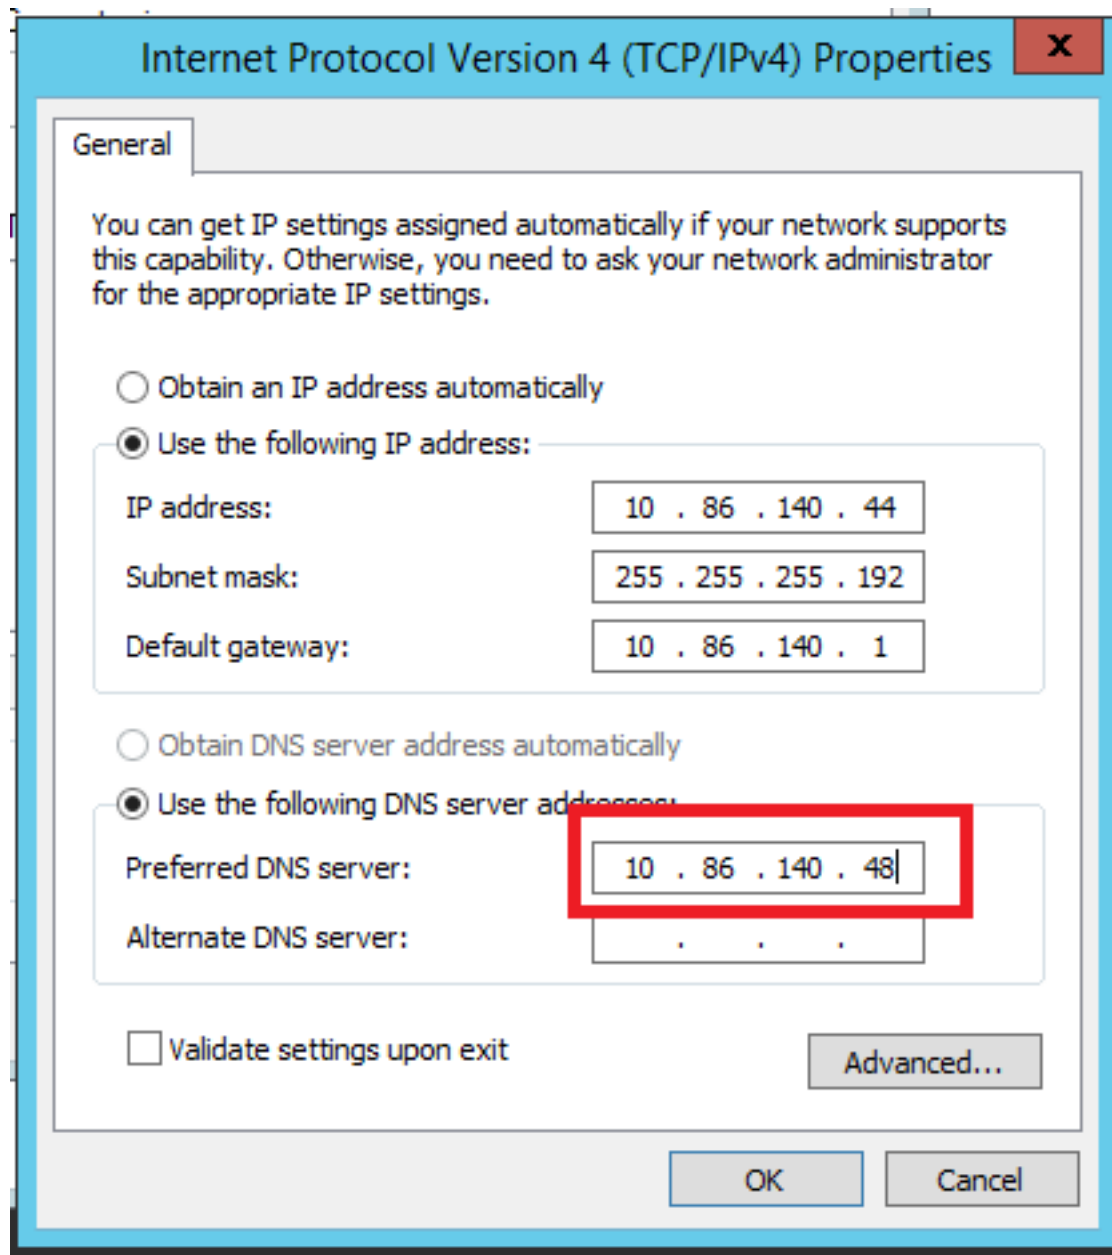 Internet Protocol Version 4 (TCP/IPv4) Properties
x
General
You can get IP settings assigned automatically if your network supports
this capability. Otherwise, you need to ask your network administrator
for the appropriate IP settings.
Obtain an IP address automatically
Use the following IP address:
IP address: 10 . 86 . 140 . 44
Subnet mask: 255 . 255 . 255 . 192
Default gateway: 10 . 86 . 140 . 1
Obtain DNS server address automatically
Use the following DNS server addresses:
Preferred DNS server: 10 . 86 . 140 . 48
Alternate DNS server: . . .
Validate settings upon exit
Advanced...
OK Cancel